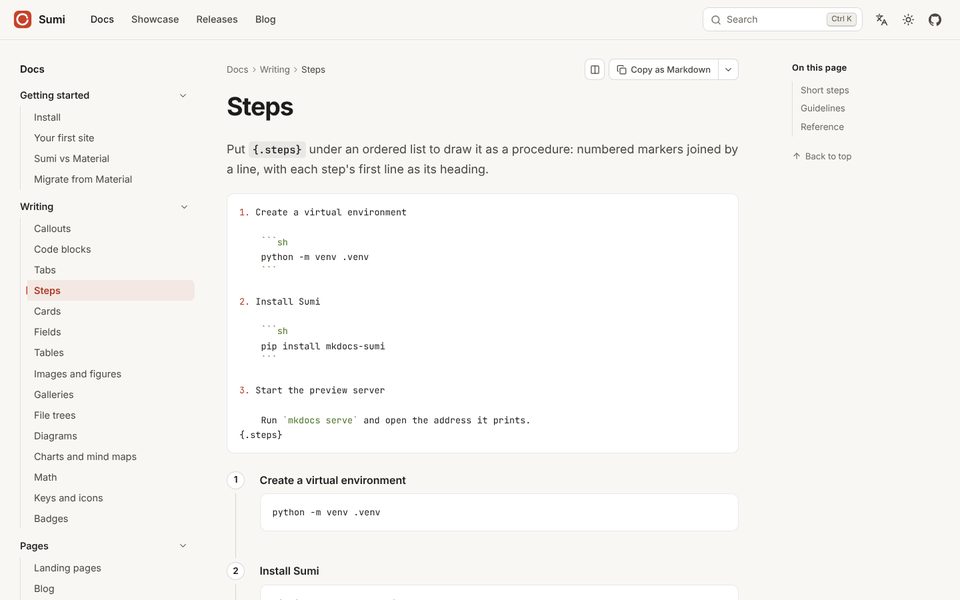 Sumi
Docs
Showcase
Releases
Blog
Search
Ctrl K
Docs
Getting started
Install
Your first site
Sumi vs Material
Migrate from Material
Writing
Callouts
Code blocks
Tabs
Steps
Cards
Fields
Tables
Images and figures
Galleries
File trees
Diagrams
Charts and mind maps
Math
Keys and icons
Badges
Pages
Landing pages
Blog
Docs > Writing > Steps
Copy as Markdown
Steps
Put {.steps} under an ordered list to draw it as a procedure: numbered markers joined by
a line, with each step's first line as its heading.
1. Create a virtual environment
```sh
python -m venv .venv
```
2. Install Sumi
```sh
pip install mkdocs-sumi
```
3. Start the preview server
Run `mkdocs serve` and open the address it prints.
{.steps}
1 Create a virtual environment
python -m venv .venv
2 Install Sumi
On this page
Short steps
Guidelines
Reference
Back to top